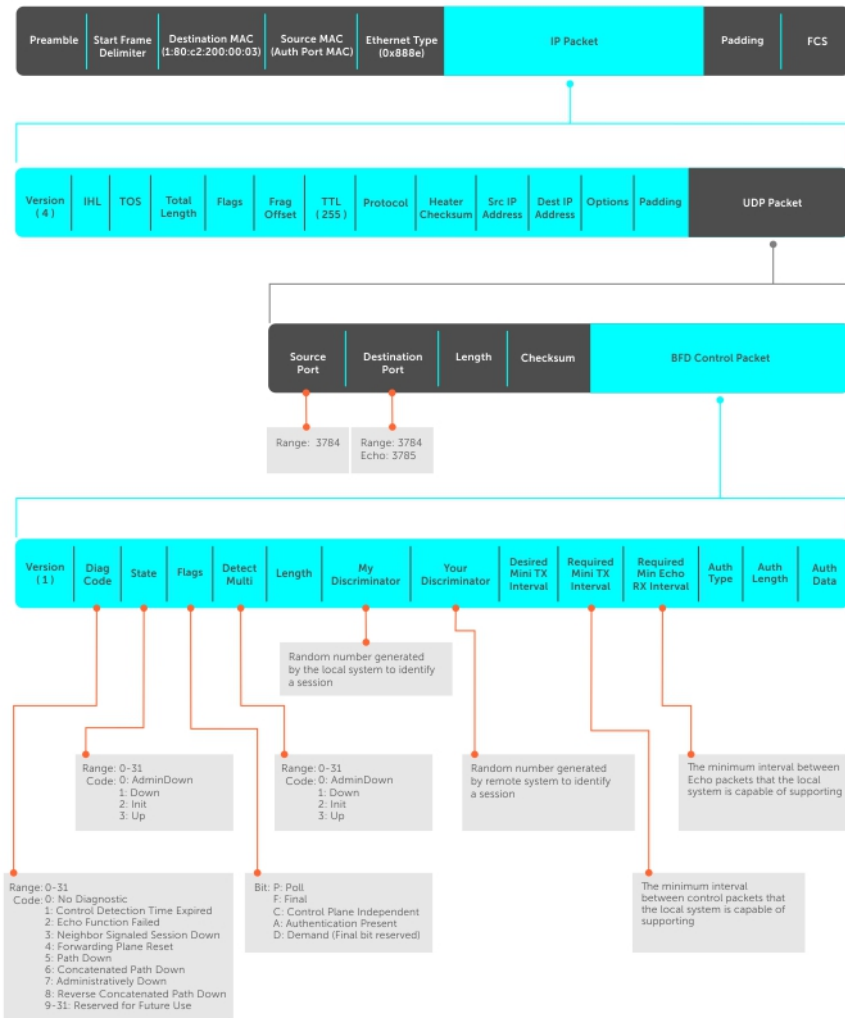 Preamble
Start Frame
Delimiter
Destination MAC
(1:80:c2:200:00:03)
Source MAC
(Auth Port MAC)
Ethernet Type
(0x888e)
IP Packet
Padding
FCS
Version
( 4 )
IHL
TOS
Total
Length
Flags
Frag
Offset
TTL
( 255 )
Protocol
Heater
Checksum
Src IP
Address
Dest IP
Address
Options
Padding
UDP Packet
Source
Port
Destination
Port
Length
Checksum
BFD Control Packet
Range: 3784
Range: 3784
Echo: 3785
Version
( 1 )
Diag
Code
State
Flags
Detect
Multi
Length
My
Discriminator
Your
Discriminator
Desired
Mini TX
Interval
Required
Mini TX
Interval
Required
Min Echo
RX Interval
Auth
Type
Auth
Length
Auth
Data
Random number generated
by the local system to identify
a session
Range: 0-31
Code: 0: AdminDown
1: Down
2: Init
3: Up
Range: 0-31
Code: 0: AdminDown
1: Down
2: Init
3: Up
Random number generated
by remote system to identify
a session
The minimum interval between
Echo packets that the local
system is capable of supporting
Range: 0-31
Code: 0: No Diagnostic
1: Control Detection Time Expired
2: Echo Function Failed
3: Neighbor Signaled Session Down
4: Forwarding Plane Reset
5: Path Down
6: Concatenated Path Down
7: Administratively Down
8: Reverse Concatenated Path Down
9-31: Reserved for Future Use
Bit: P: Poll
F: Final
C: Control Plane Independent
A: Authentication Present
D: Demand (Final bit reserved)
The minimum interval
between control packets that
the local system is capable of
supporting